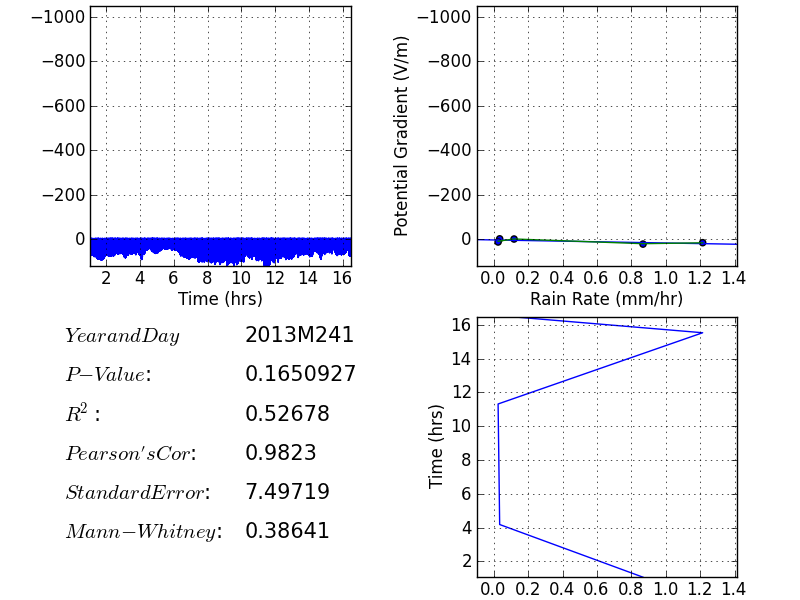 −1000
−800
−600
−400
−200
0
2 4 6 8 10 12 14 16
Time (hrs)
Potential Gradient (V/m)
−1000
−800
−600
−400
−200
0
0.0 0.2 0.4 0.6 0.8 1.0 1.2 1.4
Rain Rate (mm/hr)
YearandDay 2013M241
P−Value: 0.1650927
R²: 0.52678
Pearson'sCor: 0.9823
StandardError: 7.49719
Mann−Whitney: 0.38641
Time (hrs)
16
14
12
10
8
6
4
2
0.0 0.2 0.4 0.6 0.8 1.0 1.2 1.4